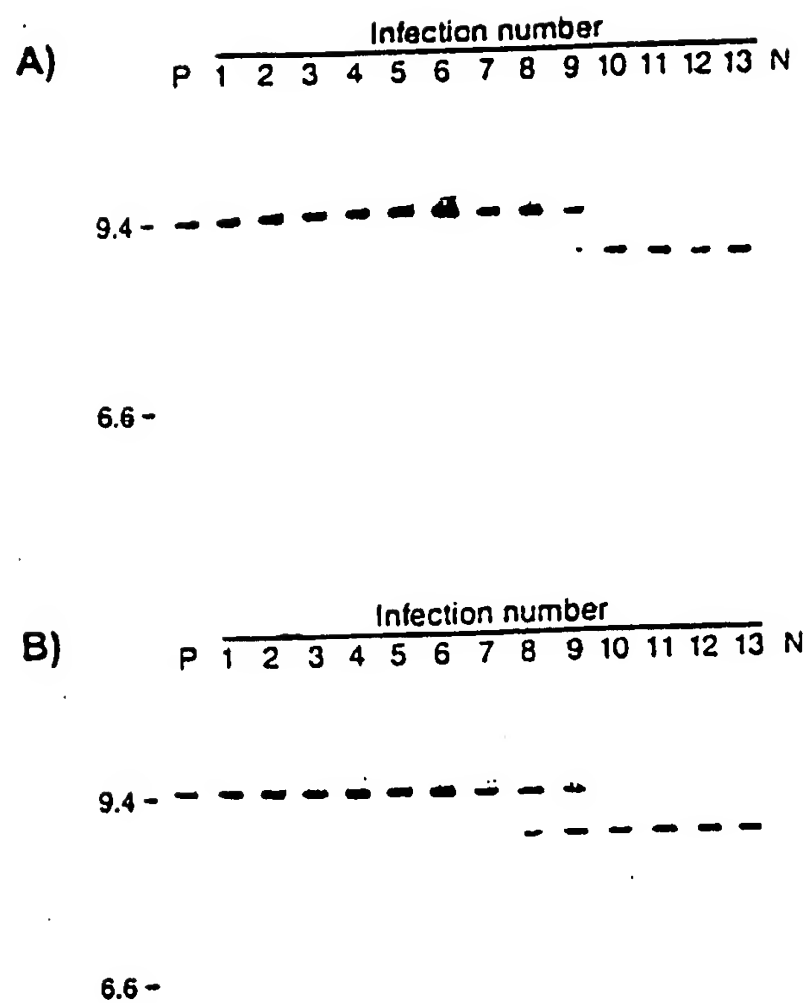 Infection number
A) P 1 2 3 4 5 6 7 8 9 10 11 12 13 N
9.4 -
6.6 -
Infection number
B) P 1 2 3 4 5 6 7 8 9 10 11 12 13 N
9.4 -
6.6 -